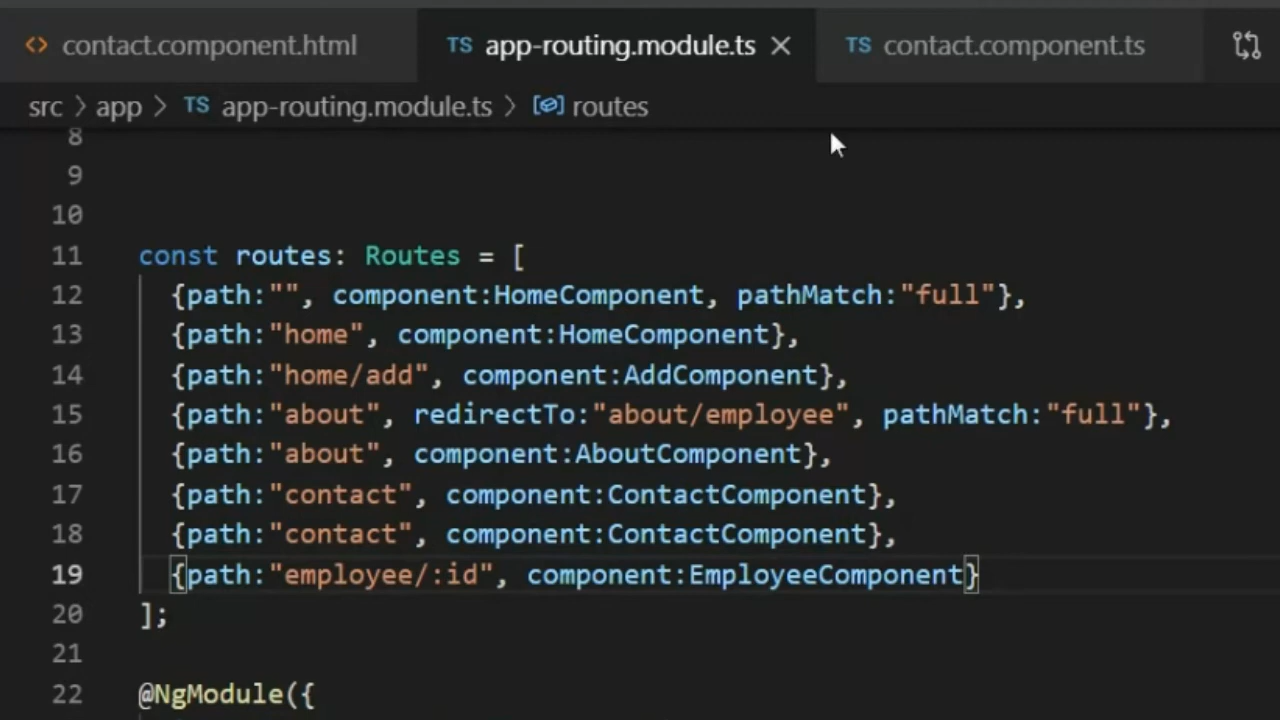 <> contact.component.html TS app-routing.module.ts TS contact.component.ts
src > app > TS app-routing.module.ts > routes
8
9
10
11 const routes: Routes = [
12 {path:"", component:HomeComponent, pathMatch:"full"},
13 {path:"home", component:HomeComponent},
14 {path:"home/add", component:AddComponent},
15 {path:"about", redirectTo:"about/employee", pathMatch:"full"},
16 {path:"about", component:AboutComponent},
17 {path:"contact", component:ContactComponent},
18 {path:"contact", component:ContactComponent},
19 {path:"employee/:id", component:EmployeeComponent}
20 ];
21
22 @NgModule({